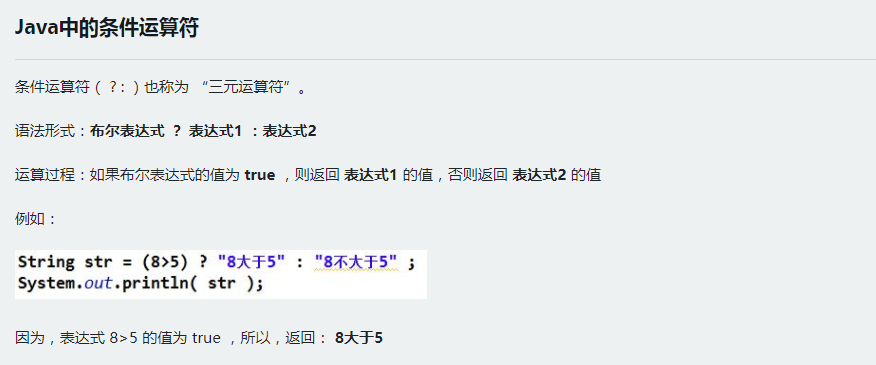 Java中的条件运算符
条件运算符（ ？: ）也称为 “三元运算符”。
语法形式：布尔表达式 ？ 表达式1 ：表达式2
运算过程：如果布尔表达式的值为 true ，则返回 表达式1 的值，否则返回 表达式2 的值
例如：
String str = (8>5) ? "8大于5" : "8不大于5" ;
System.out.println( str );
因为，表达式 8>5 的值为 true ，所以，返回： 8大于5